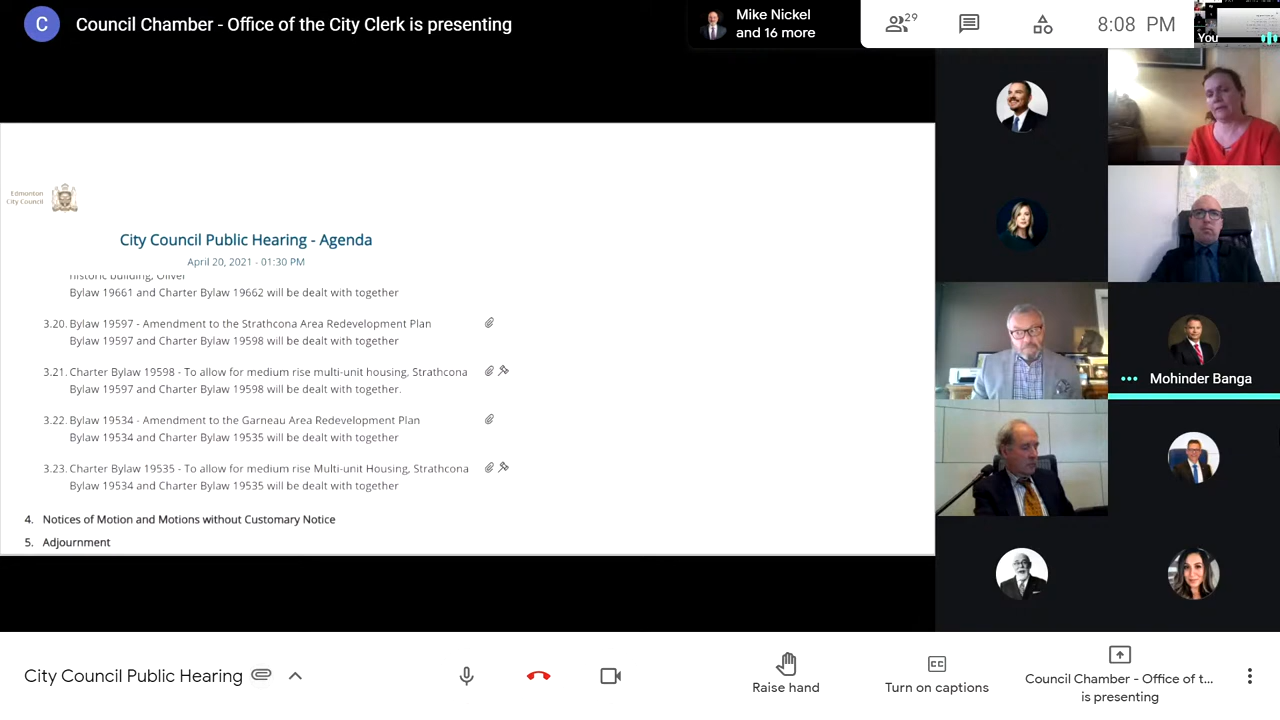 C
Council Chamber - Office of the City Clerk is presenting
Mike Nickel
and 16 more
29
8:08 PM
You
Edmonton
City Council
City Council Public Hearing - Agenda
April 20, 2021 - 01:30 PM
historic building, Oliver
Bylaw 19661 and Charter Bylaw 19662 will be dealt with together
3.20. Bylaw 19597 - Amendment to the Strathcona Area Redevelopment Plan
Bylaw 19597 and Charter Bylaw 19598 will be dealt with together
3.21. Charter Bylaw 19598 - To allow for medium rise multi-unit housing, Strathcona
Bylaw 19597 and Charter Bylaw 19598 will be dealt with together.
3.22. Bylaw 19534 - Amendment to the Garneau Area Redevelopment Plan
Bylaw 19534 and Charter Bylaw 19535 will be dealt with together
3.23. Charter Bylaw 19535 - To allow for medium rise Multi-unit Housing, Strathcona
Bylaw 19534 and Charter Bylaw 19535 will be dealt with together
4. Notices of Motion and Motions without Customary Notice
5. Adjournment
Mohinder Banga
City Council Public Hearing
Raise hand
CC
Turn on captions
Council Chamber - Office of t...
is presenting